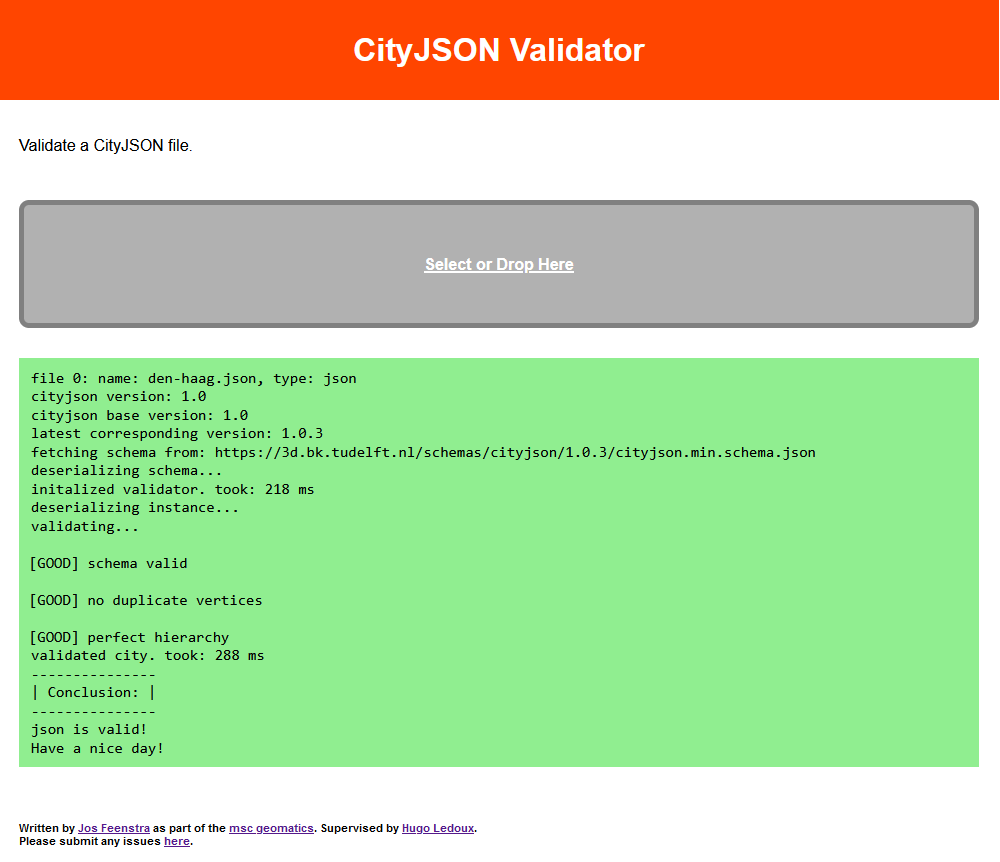 CityJSON Validator
Validate a CityJSON file.
Select or Drop Here
file 0: name: den-haag.json, type: json
cityjson version: 1.0
cityjson base version: 1.0
latest corresponding version: 1.0.3
fetching schema from: https://3d.bk.tudelft.nl/schemas/cityjson/1.0.3/cityjson.min.schema.json
deserializing schema...
initalized validator. took: 218 ms
deserializing instance...
validating...
[GOOD] schema valid
[GOOD] no duplicate vertices
[GOOD] perfect hierarchy
validated city. took: 288 ms
---------------
| Conclusion: |
---------------
json is valid!
Have a nice day!
Written by Jos Feenstra as part of the msc geomatics. Supervised by Hugo Ledoux.
Please submit any issues here.